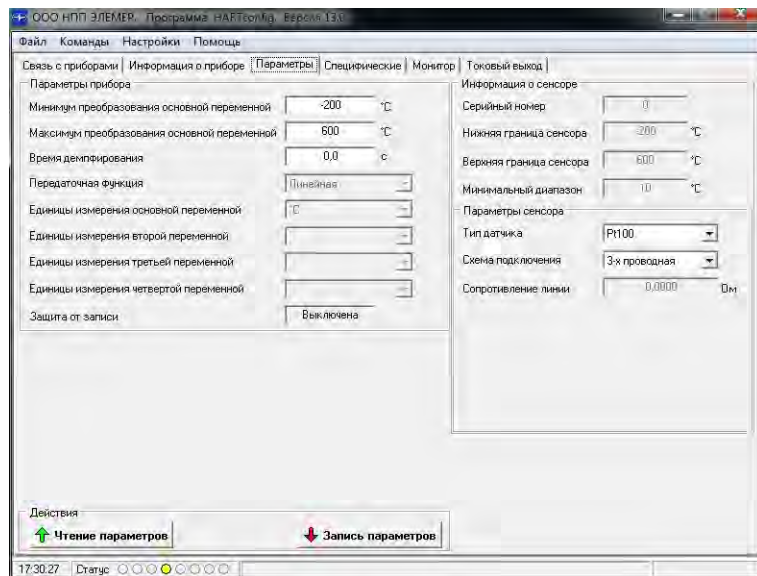 ООО НПП ЭЛЕМЕР. Программа HARTconfig. Версия 13.
Файл Команды Настройки Помощь
Связь с приборами Информация о приборе Параметры Специфические Монитор Токовый выход
Параметры прибора
Минимум преобразования основной переменной -200 °C
Максимум преобразования основной переменной 600 °C
Время демпфирования 0,0 с
Передаточная функция Линейная
Единицы измерения основной переменной °C
Единицы измерения второй переменной
Единицы измерения третьей переменной
Единицы измерения четвертой переменной
Защита от записи Выключена
Информация о сенсоре
Серийный номер 0
Нижняя граница сенсора -200 °C
Верхняя граница сенсора 600 °C
Минимальный диапазон 10 °C
Параметры сенсора
Тип датчика Pt100
Схема подключения 3-х проводная
Сопротивление линии 0,0000 Ом
Действия
Чтение параметров Запись параметров
17:30:27 Статус